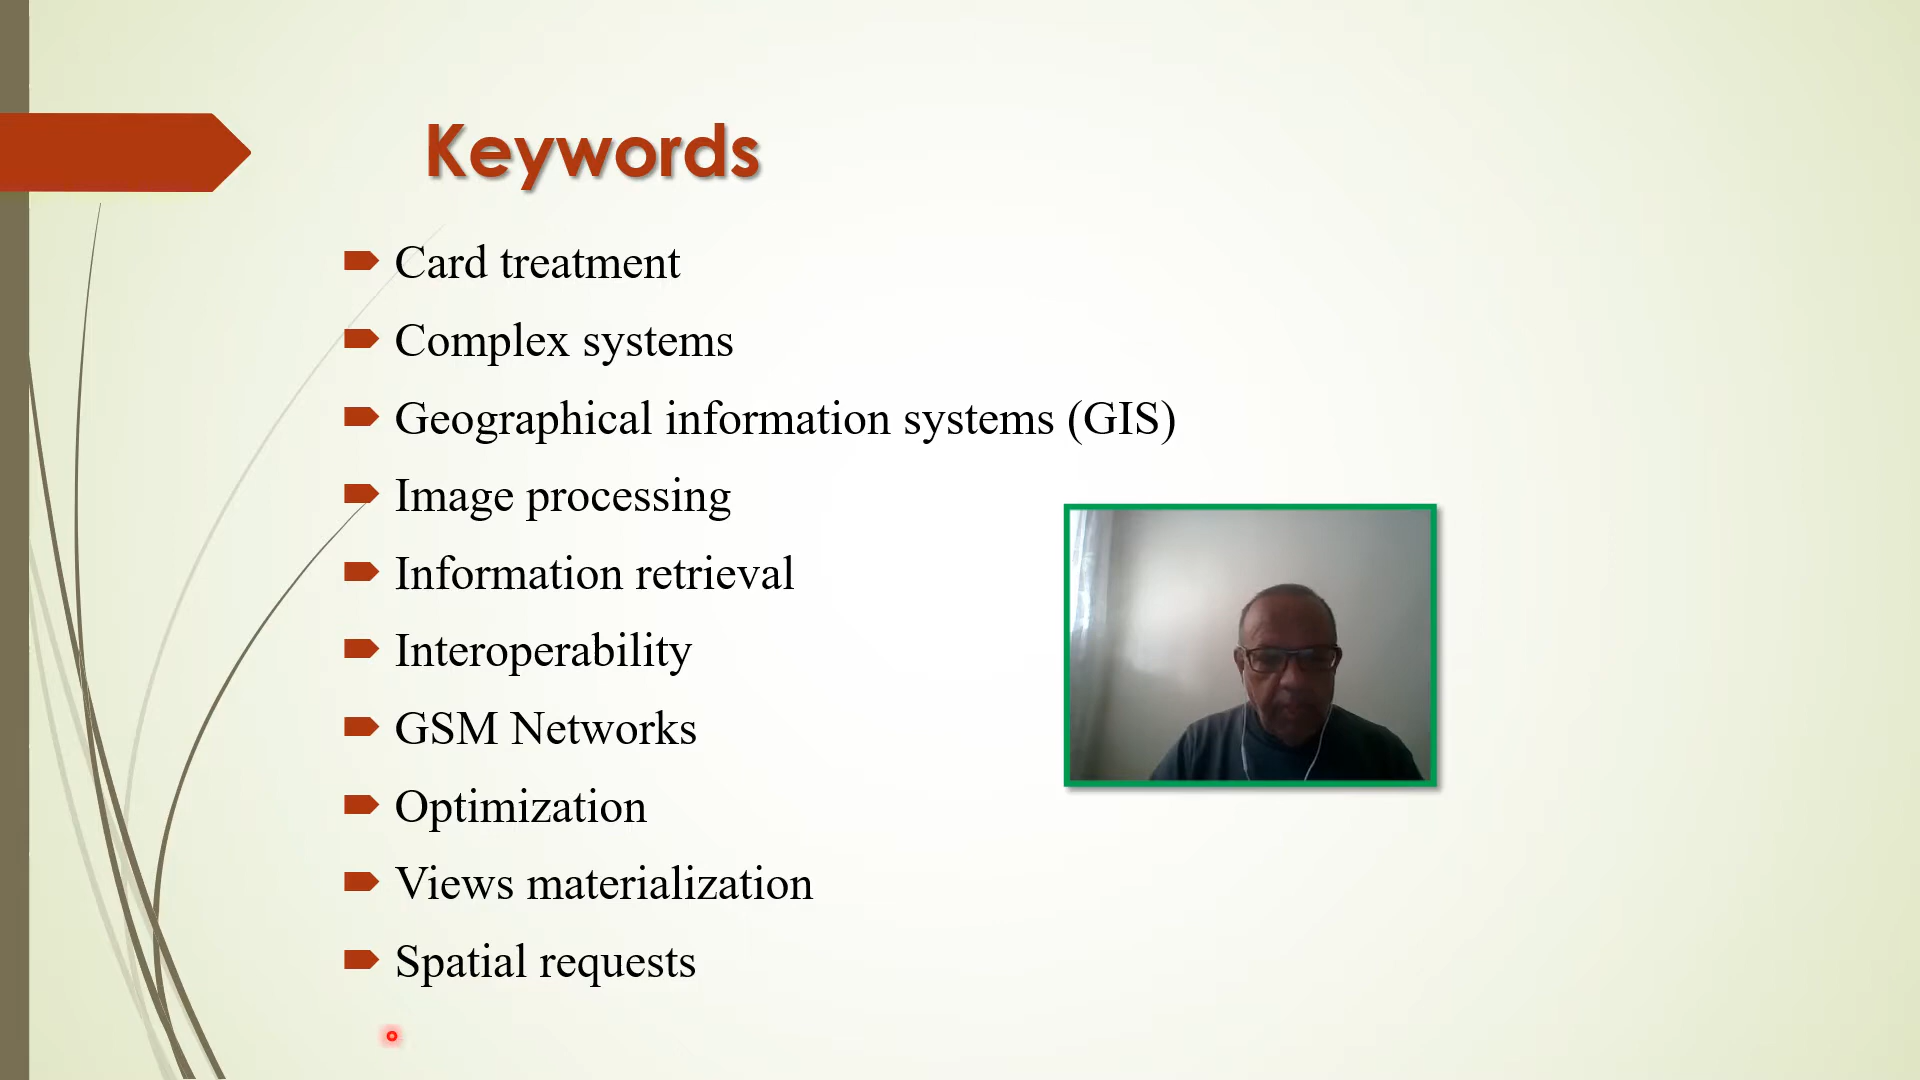 Keywords
Card treatment
Complex systems
Geographical information systems (GIS)
Image processing
Information retrieval
Interoperability
GSM Networks
Optimization
Views materialization
Spatial requests